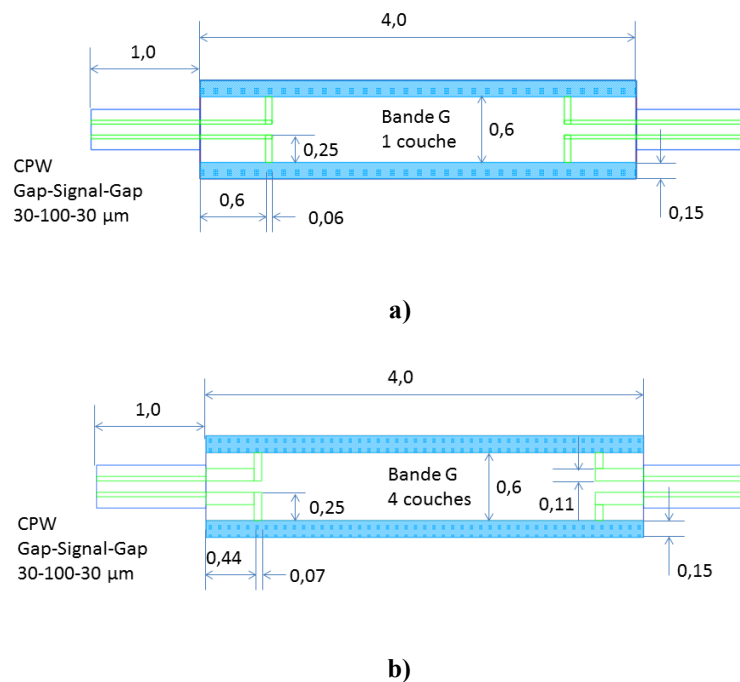 4,0
1,0
Bande G
1 couche
0,6
0,25
CPW
Gap-Signal-Gap
30-100-30 µm
0,6
0,06
0,15
a)
4,0
1,0
Bande G
4 couches
0,6
0,11
0,25
CPW
Gap-Signal-Gap
30-100-30 µm
0,44
0,07
0,15
b)